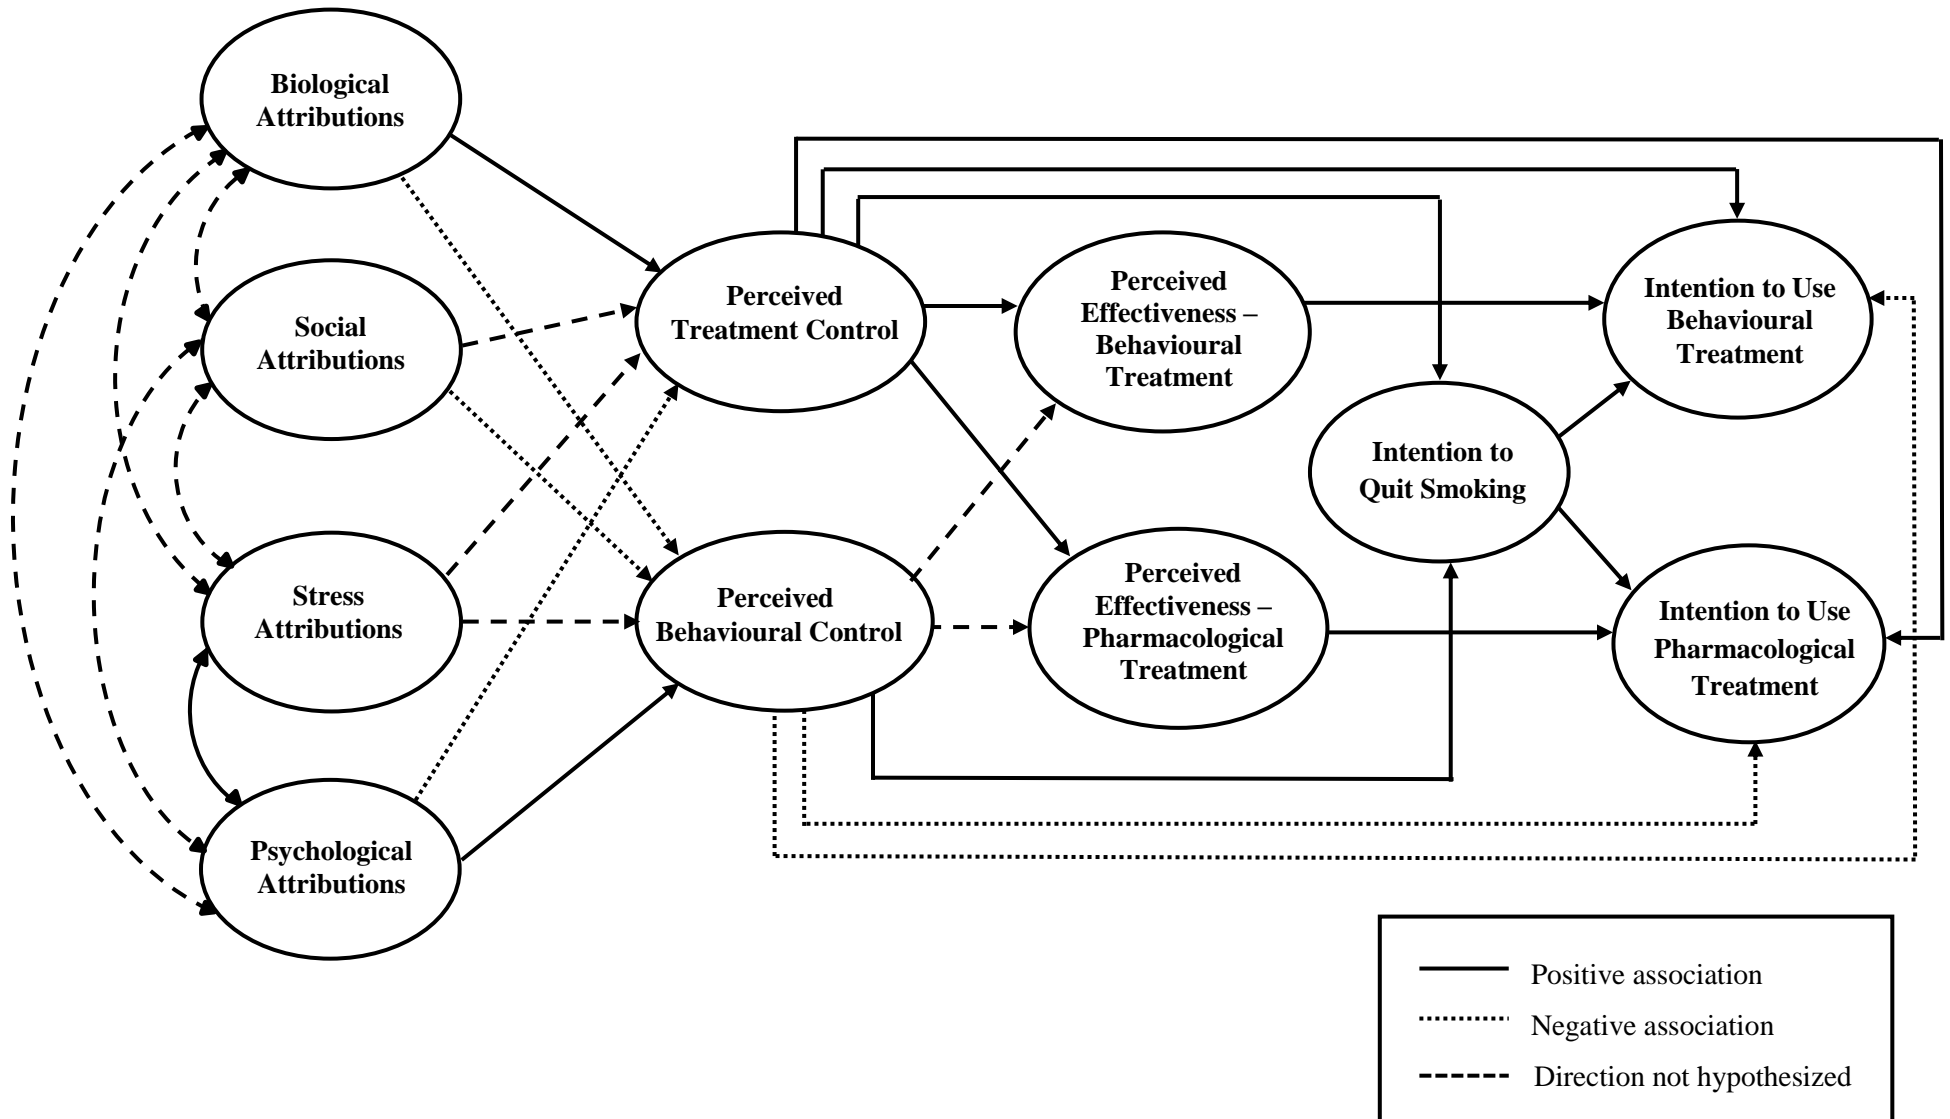 Biological
Attributions
Social
Attributions
Stress
Attributions
Psychological
Attributions
Perceived
Treatment Control
Perceived
Behavioural Control
Perceived
Effectiveness –
Behavioural
Treatment
Perceived
Effectiveness –
Pharmacological
Treatment
Intention to
Quit Smoking
Intention to Use
Behavioural
Treatment
Intention to Use
Pharmacological
Treatment
Positive association
Negative association
Direction not hypothesized